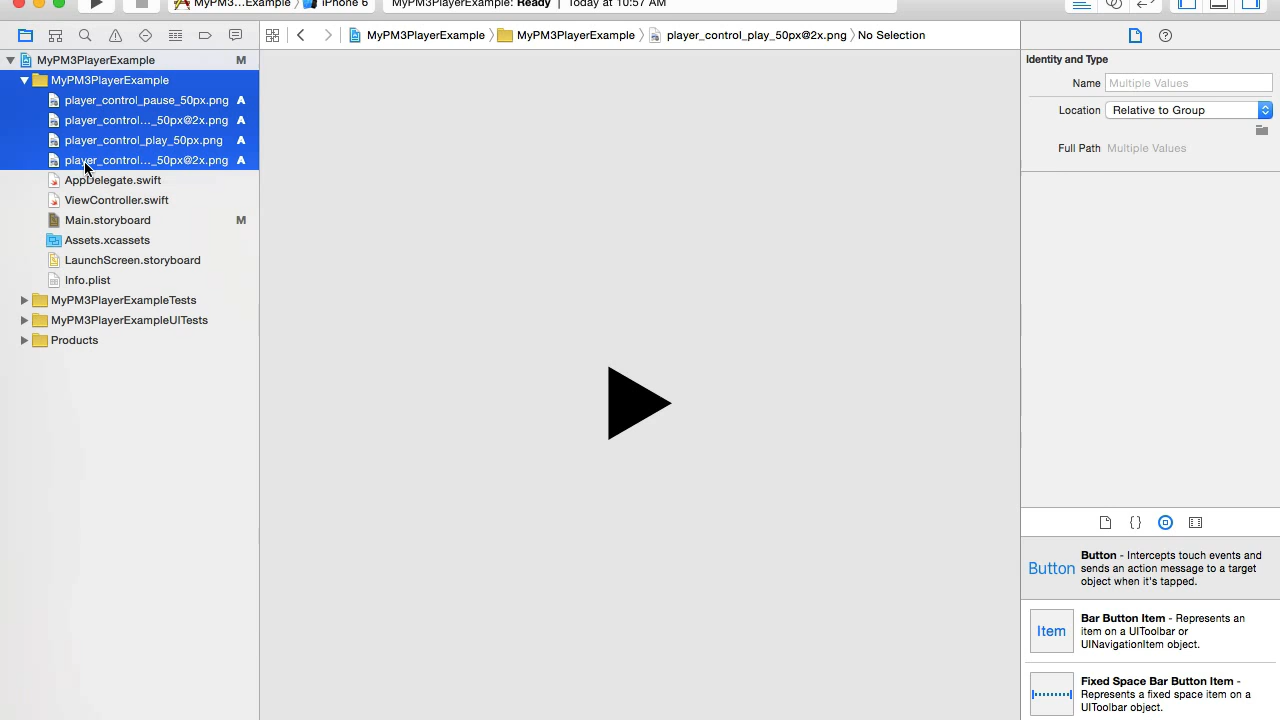 MyPM3...Example
iPhone 6
MyPM3PlayerExample: Ready | Today at 10:57 AM
MyPM3PlayerExample
MyPM3PlayerExample
player_control_play_50px@2x.png
No Selection
MyPM3PlayerExample M
MyPM3PlayerExample
player_control_pause_50px.png A
player_control..._50px@2x.png A
player_control_play_50px.png A
player_control..._50px@2x.png A
AppDelegate.swift
ViewController.swift
Main.storyboard M
Assets.xcassets
LaunchScreen.storyboard
Info.plist
MyPM3PlayerExampleTests
MyPM3PlayerExampleUITests
Products
Identity and Type
Name Multiple Values
Location Relative to Group
Full Path Multiple Values
Button
Button - Intercepts touch events and
sends an action message to a target
object when it's tapped.
Item
Bar Button Item - Represents an
item on a UIToolbar or
UINavigationItem object.
Fixed Space Bar Button Item -
Represents a fixed space item on a
UIToolbar object.